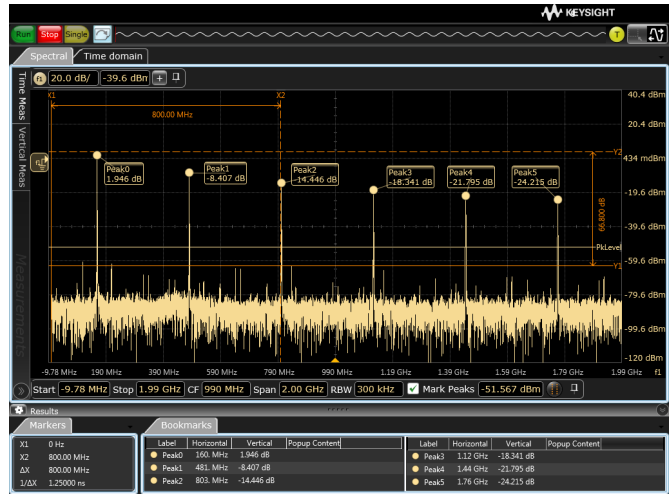 KEYSIGHT
Run Stop Single T
Spectral Time domain
f1 20.0 dB/ -39.6 dBm +
Time Meas
Vertical Meas
Measurements
X1 X2 40.4 dBm
800.00 MHz
20.4 dBm
Y2
434 mdBm
Peak0
1.946 dB
Peak1
-8.407 dB
Peak2
-14.446 dB
Peak3
-18.341 dB
Peak4
-21.795 dB
Peak5
-24.215 dB
-19.6 dBm
66.800 dB
-39.6 dBm
PkLevel
-59.6 dBm
Y1
-79.6 dBm
-99.6 dBm
-120 dBm
-9.78 MHz 190 MHz 390 MHz 590 MHz 790 MHz 990 MHz 1.19 GHz 1.39 GHz 1.59 GHz 1.79 GHz 1.99 GHz f1
Start -9.78 MHz Stop 1.99 GHz CF 990 MHz Span 2.00 GHz RBW 300 kHz Mark Peaks -51.567 dBm
Results
Markers Bookmarks
X1 0 Hz
X2 800.00 MHz
ΔX 800.00 MHz
1/ΔX 1.25000 ns
Label Horizontal Vertical Popup Content
Peak0 160. MHz 1.946 dB
Peak1 481. MHz -8.407 dB
Peak2 803. MHz -14.446 dB
Label Horizontal Vertical Popup Content
Peak3 1.12 GHz -18.341 dB
Peak4 1.44 GHz -21.795 dB
Peak5 1.76 GHz -24.215 dB